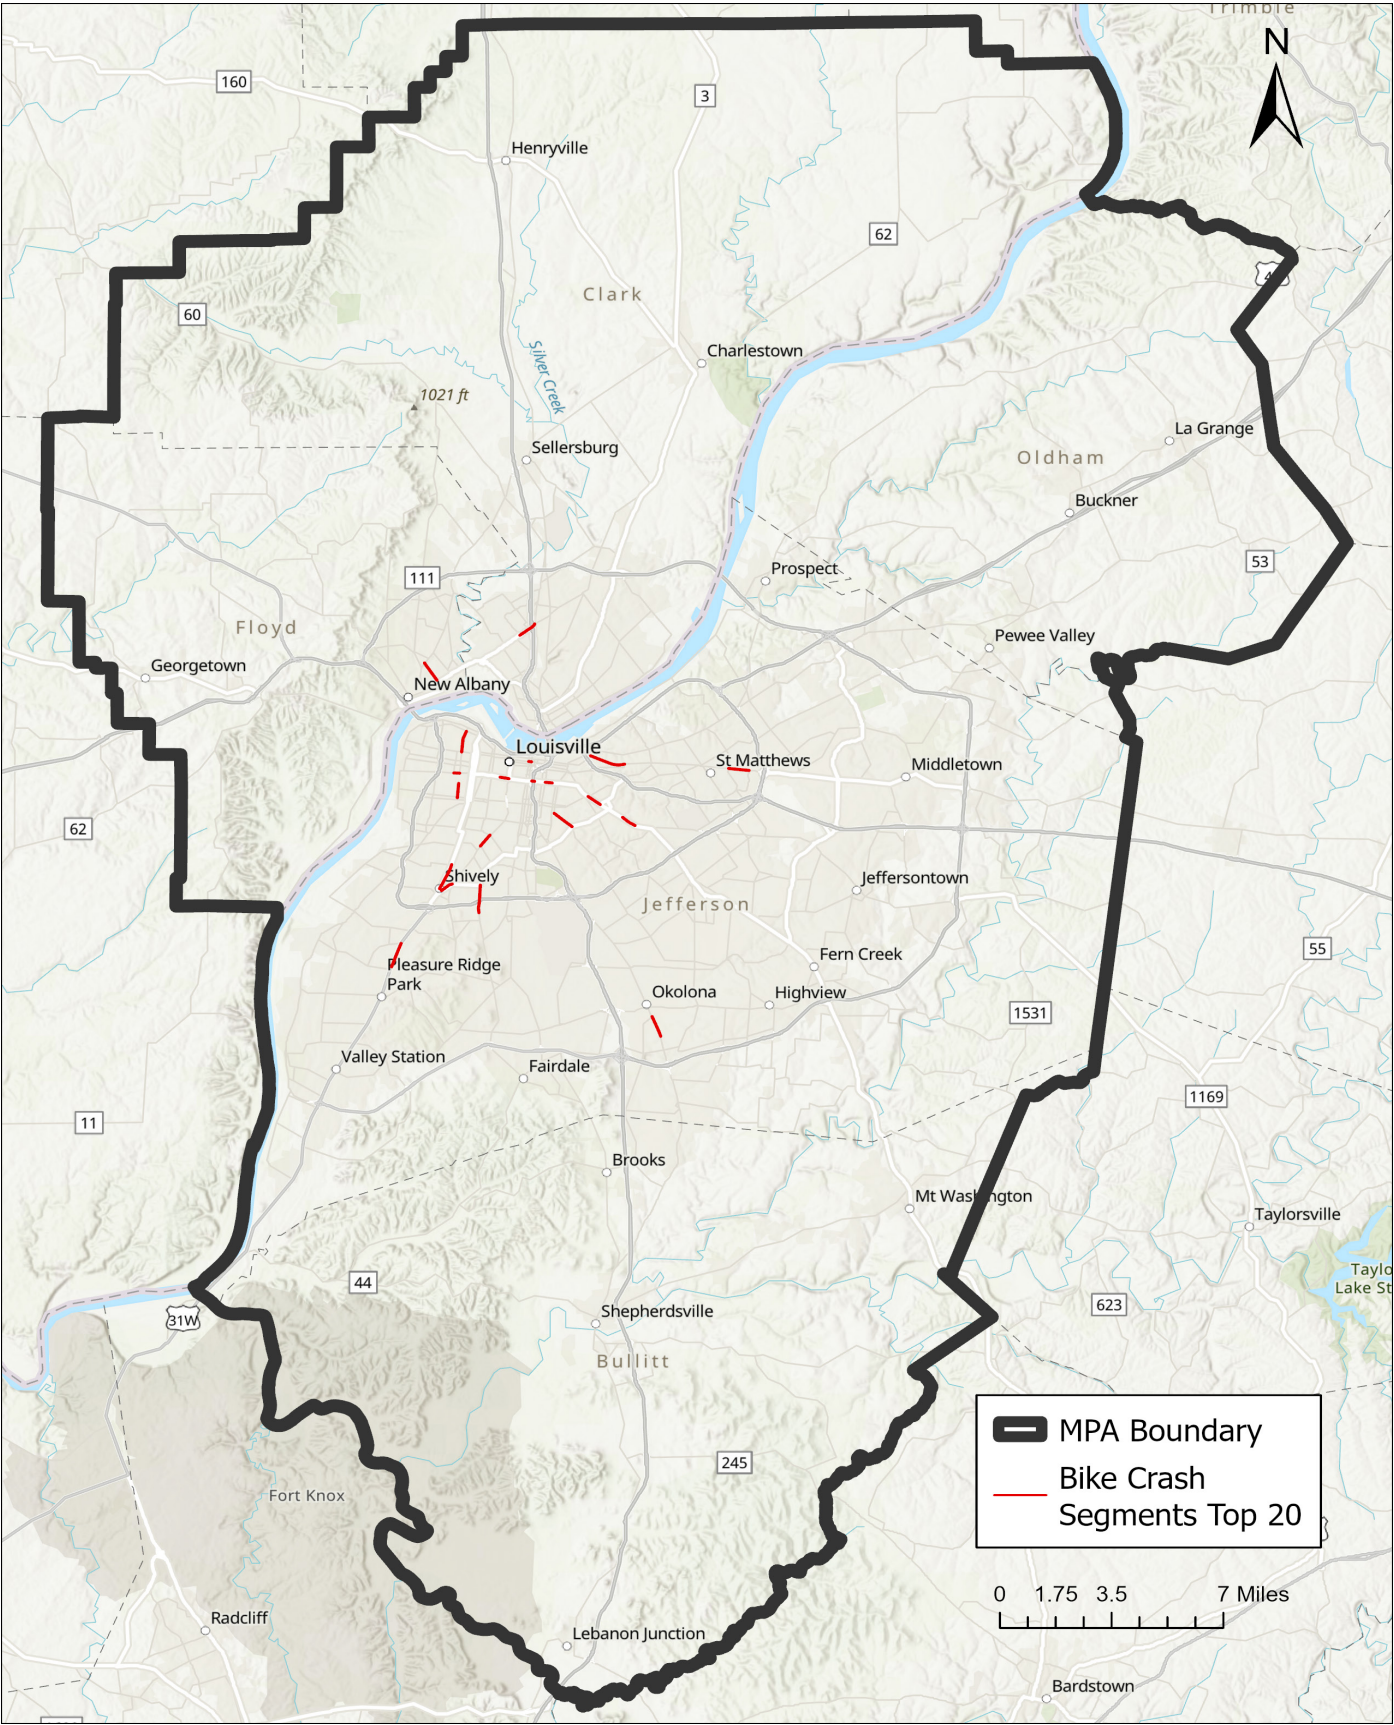 Trimble
N
160
3
Henryville
62
Clark
60
Silver Creek
Charlestown
1021 ft
La Grange
Sellersburg
Oldham
Buckner
53
Prospect
111
Floyd
Pewee Valley
Georgetown
New Albany
Louisville
St Matthews
Middletown
62
Shively
Jeffersontown
Jefferson
55
Fern Creek
Pleasure Ridge
Park
Okolona
Highview
1531
Valley Station
Fairdale
1169
11
Brooks
Mt Washington
Taylorsville
44
Lake St
623
31W
Shepherdsville
Bullitt
MPA Boundary
245
Bike Crash
Segments Top 20
Fort Knox
0 1.75 3.5 7 Miles
Radcliff
Lebanon Junction
Bardstown